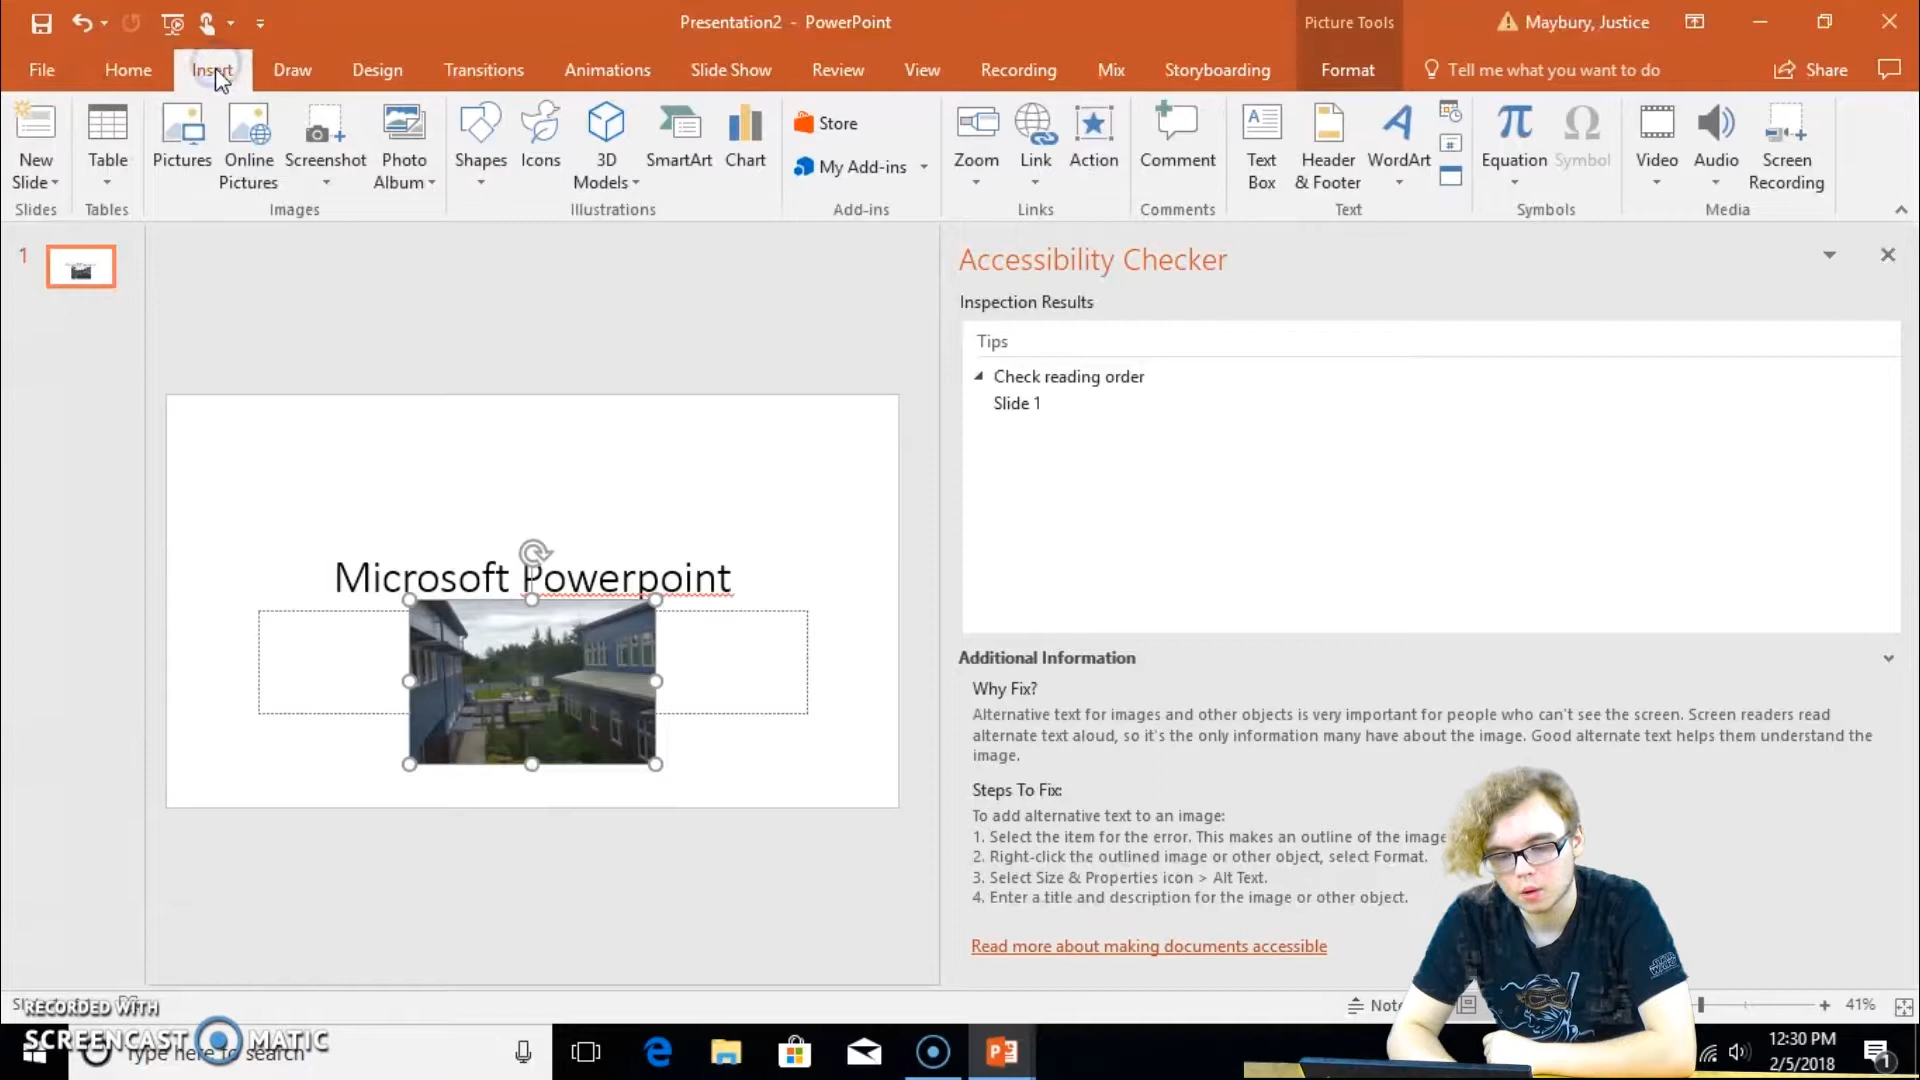 Presentation2 - PowerPoint
Picture Tools
Maybury, Justice
File Home Insert Draw Design Transitions Animations Slide Show Review View Recording Mix Storyboarding Format Tell me what you want to do Share
New Slide
Table
Pictures
Online Pictures
Screenshot
Photo Album
Shapes
Icons
3D Models
SmartArt
Chart
Store
My Add-ins
Zoom
Link
Action
Comment
Text Box
Header & Footer
WordArt
Equation
Symbol
Video
Audio
Screen Recording
Slides Tables Images Illustrations Add-ins Links Comments Text Symbols Media
1
Microsoft Powerpoint
Accessibility Checker
Inspection Results
Tips
Check reading order
Slide 1
Additional Information
Why Fix?
Alternative text for images and other objects is very important for people who can't see the screen. Screen readers read
alternate text aloud, so it's the only information many have about the image. Good alternate text helps them understand the
image.
Steps To Fix:
To add alternative text to an image:
1. Select the item for the error. This makes an outline of the image
2. Right-click the outlined image or other object, select Format.
3. Select Size & Properties icon > Alt Text.
4. Enter a title and description for the image or other object.
Read more about making documents accessible
41%
RECORDED WITH
SCREENCAST MATIC
Type here to search
12:30 PM
2/5/2018
1
STAR WARS